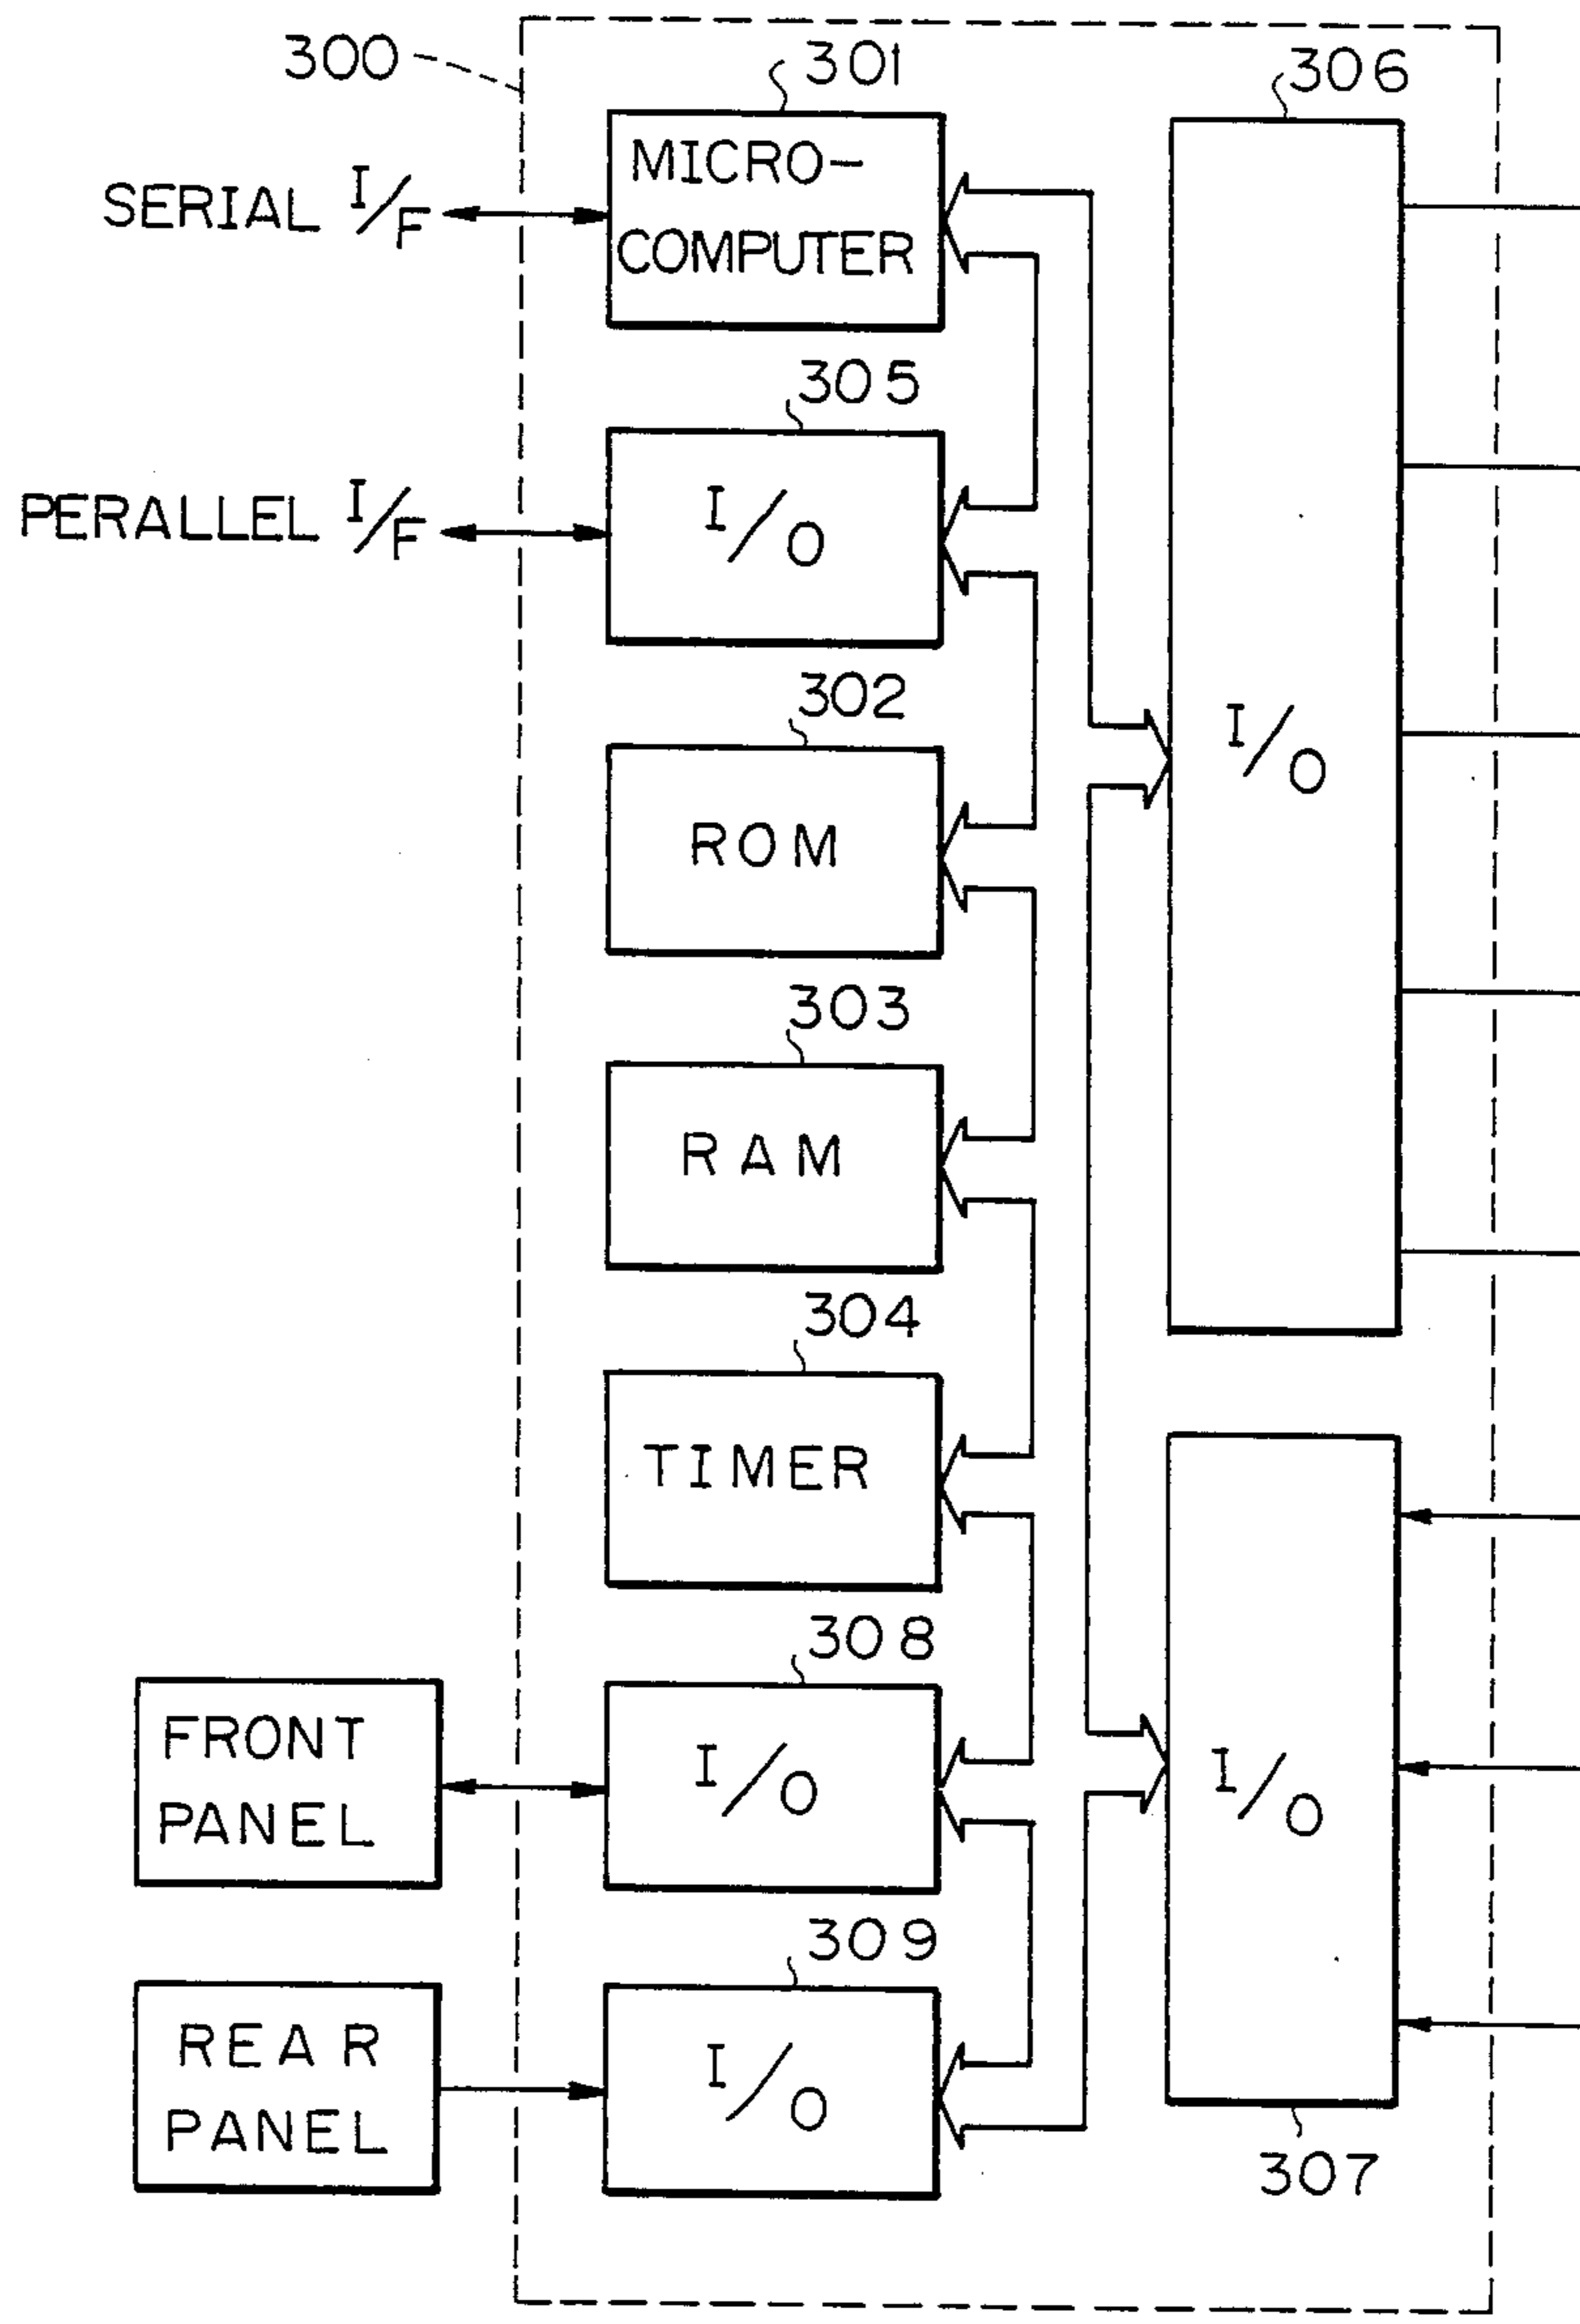 300
301
306
MICRO-
COMPUTER
SERIAL I/F
305
I/O
PERALLEL I/F
302
I/O
ROM
303
RAM
304
TIMER
308
FRONT
PANEL
I/O
I/O
309
REAR
PANEL
I/O
307